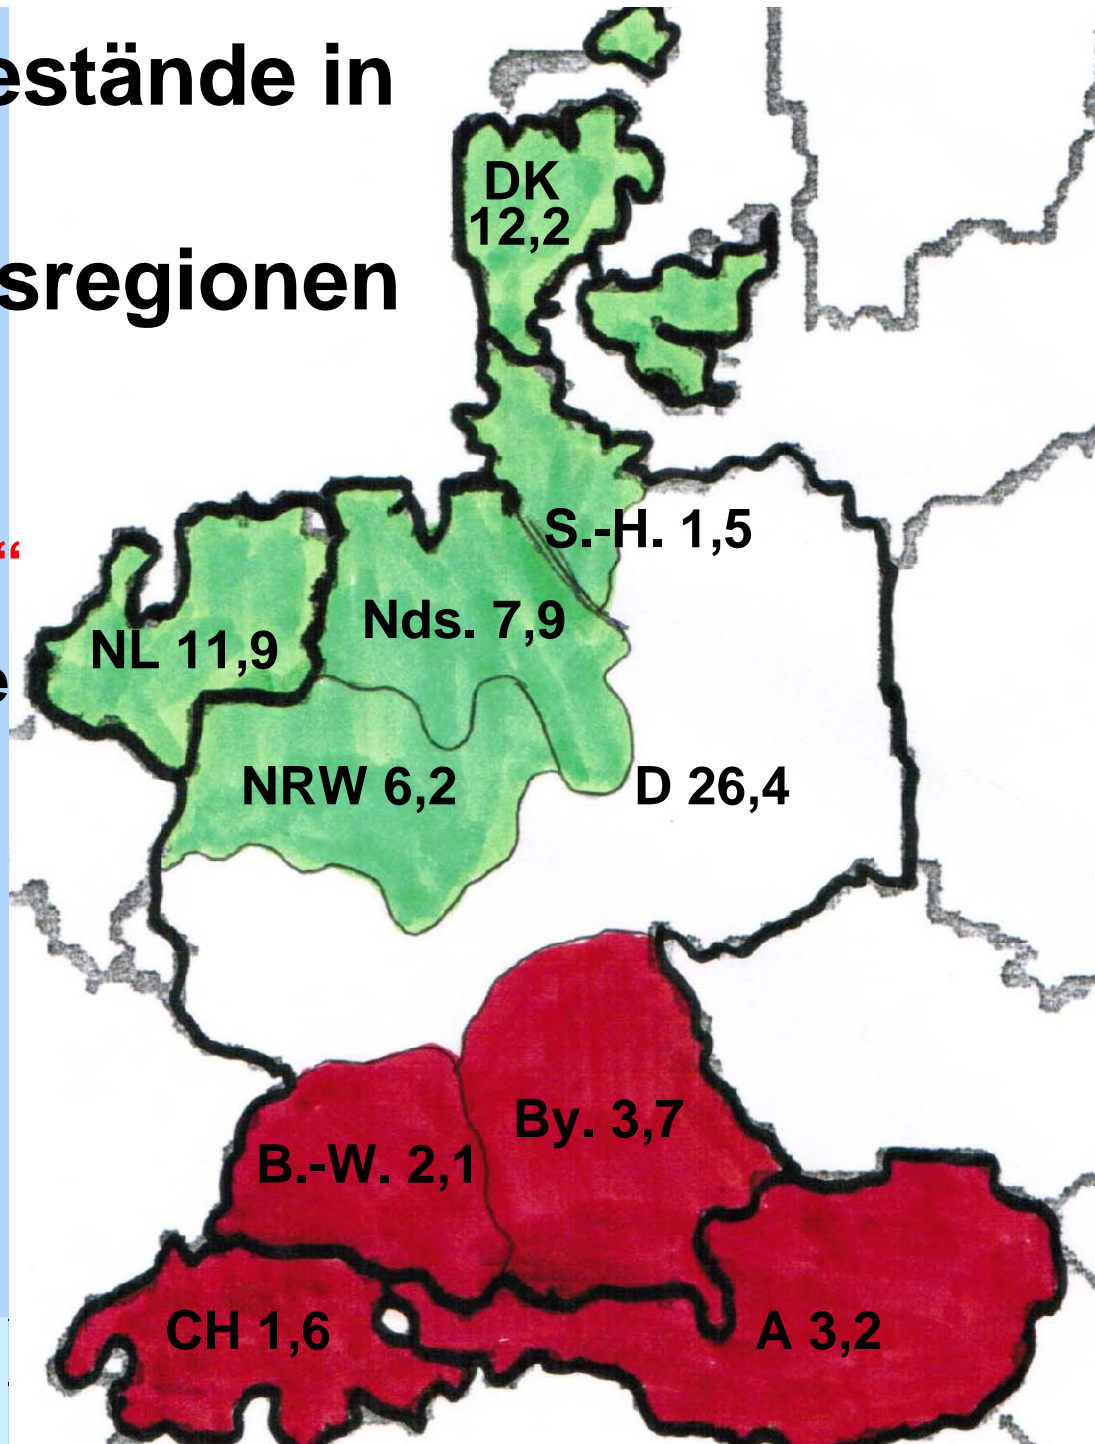 estände in
DK
12,2
sregionen
S.-H. 1,5
“
Nds. 7,9
NL 11,9
e
NRW 6,2
D 26,4
By. 3,7
B.-W. 2,1
CH 1,6
A 3,2